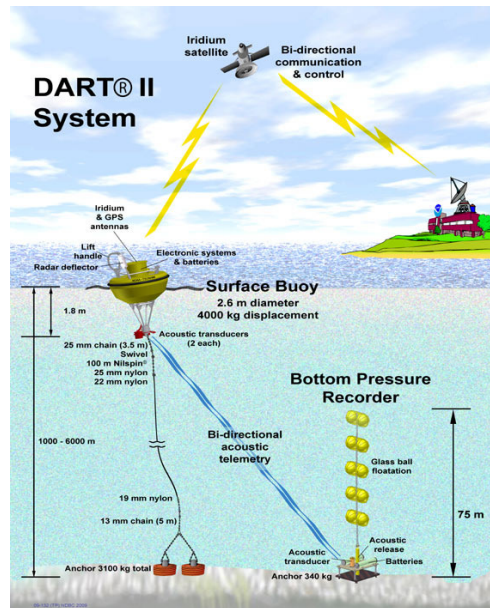 Iridium
satellite
Bi-directional
communication
& control
DART® II
System
Iridium
& GPS
antennas
Lift
handle
Radar deflector
Electronic systems
& batteries
Surface Buoy
2.6 m diameter
4000 kg displacement
1.8 m
Acoustic transducers
(2 each)
25 mm chain (3.5 m)
Swivel
100 m Nilspin®
25 mm nylon
22 mm nylon
Bottom Pressure
Recorder
Bi-directional
acoustic
telemetry
1000 - 6000 m
Glass ball
floatation
75 m
19 mm nylon
13 mm chain (5 m)
Acoustic
transducer
Acoustic
release
Batteries
Anchor 3100 kg total
Anchor 340 kg